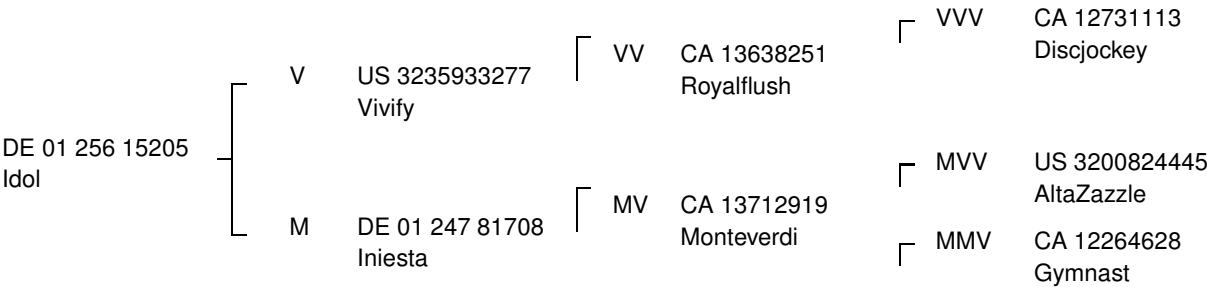 DE 01 256 15205
Idol
V US 3235933277
Vivify
M DE 01 247 81708
Iniesta
VV CA 13638251
Royalflush
MV CA 13712919
Monteverdi
VVV CA 12731113
Discjockey
MVV US 3200824445
AltaZazzle
MMV CA 12264628
Gymnast